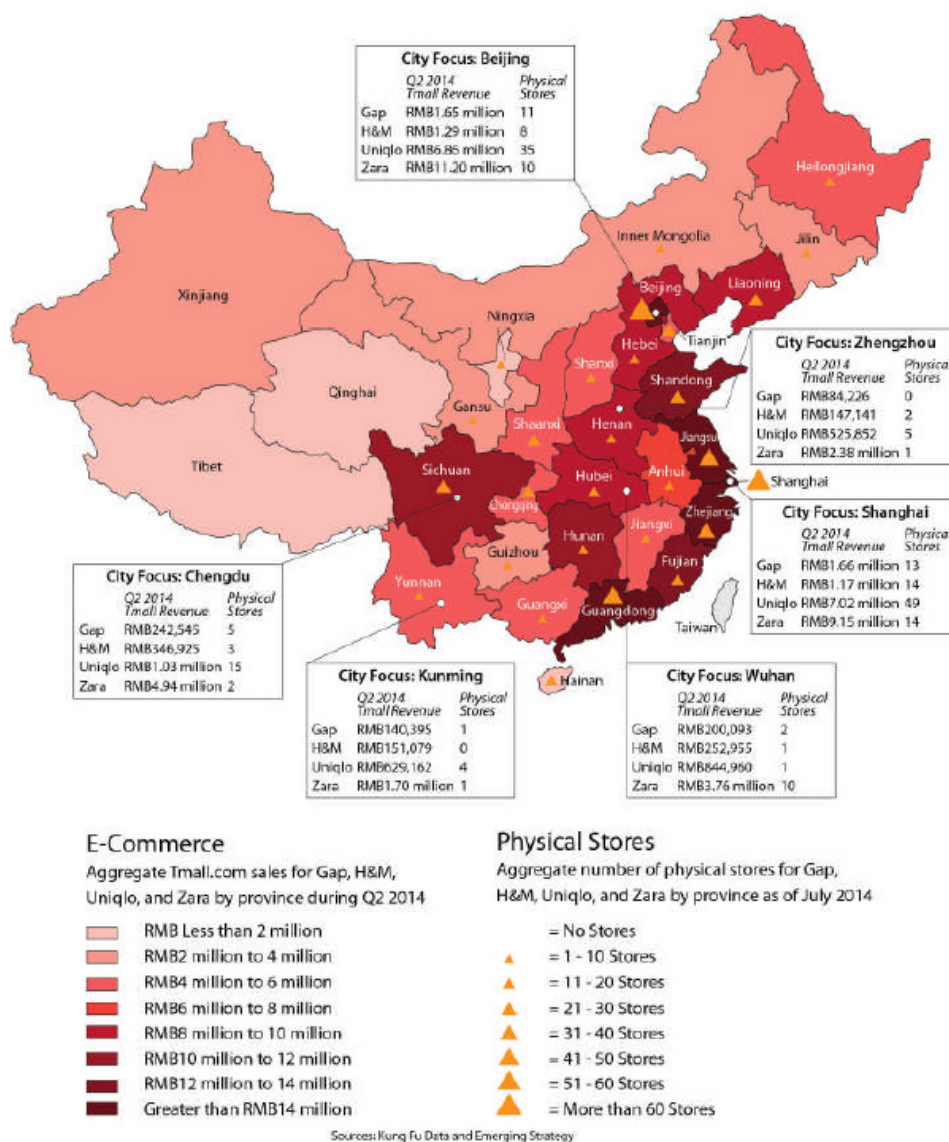 City Focus: Beijing
Q2 2014 Physical
Tmall Revenue Stores
Gap RMB1.65 million 11
H&M RMB1.29 million 8
Uniqlo RMB6.86 million 35
Zara RMB11.20 million 10
Heilongjiang
Inner Mongolia
Jilin
Xinjiang
Beijing
Liaoning
Ningxia
Tianjin
Hebei
Shanxi
City Focus: Zhengzhou
Q2 2014 Physical
Tmall Revenue Stores
Gap RMB84,226 0
H&M RMB147,141 2
Uniqlo RMB525,852 5
Zara RMB2.38 million 1
Qinghai
Shandong
Gansu
Shaanxi
Henan
Jiangsu
Tibet
Sichuan
Hubei
Anhui
Shanghai
Chongqing
Zhejiang
City Focus: Shanghai
Q2 2014 Physical
Tmall Revenue Stores
Gap RMB1.66 million 13
H&M RMB1.17 million 14
Uniqlo RMB7.02 million 49
Zara RMB9.15 million 14
Hunan
Jiangxi
Guizhou
Fujian
Yunnan
Guangxi
Guangdong
Taiwan
Hainan
City Focus: Chengdu
Q2 2014 Physical
Tmall Revenue Stores
Gap RMB242,545 5
H&M RMB346,925 3
Uniqlo RMB1.03 million 15
Zara RMB4.94 million 2
City Focus: Kunming
Q2 2014 Physical
Tmall Revenue Stores
Gap RMB140,395 1
H&M RMB151,079 0
Uniqlo RMB629,162 4
Zara RMB1.70 million 1
City Focus: Wuhan
Q2 2014 Physical
Tmall Revenue Stores
Gap RMB200,093 2
H&M RMB252,955 1
Uniqlo RMB844,960 1
Zara RMB3.76 million 10
E-Commerce
Aggregate Tmall.com sales for Gap, H&M,
Uniqlo, and Zara by province during Q2 2014
RMB Less than 2 million
RMB2 million to 4 million
RMB4 million to 6 million
RMB6 million to 8 million
RMB8 million to 10 million
RMB10 million to 12 million
RMB12 million to 14 million
Greater than RMB14 million
Physical Stores
Aggregate number of physical stores for Gap,
H&M, Uniqlo, and Zara by province as of July 2014
= No Stores
= 1 - 10 Stores
= 11 - 20 Stores
= 21 - 30 Stores
= 31 - 40 Stores
= 41 - 50 Stores
= 51 - 60 Stores
= More than 60 Stores
Sources: Kung Fu Data and Emerging Strategy